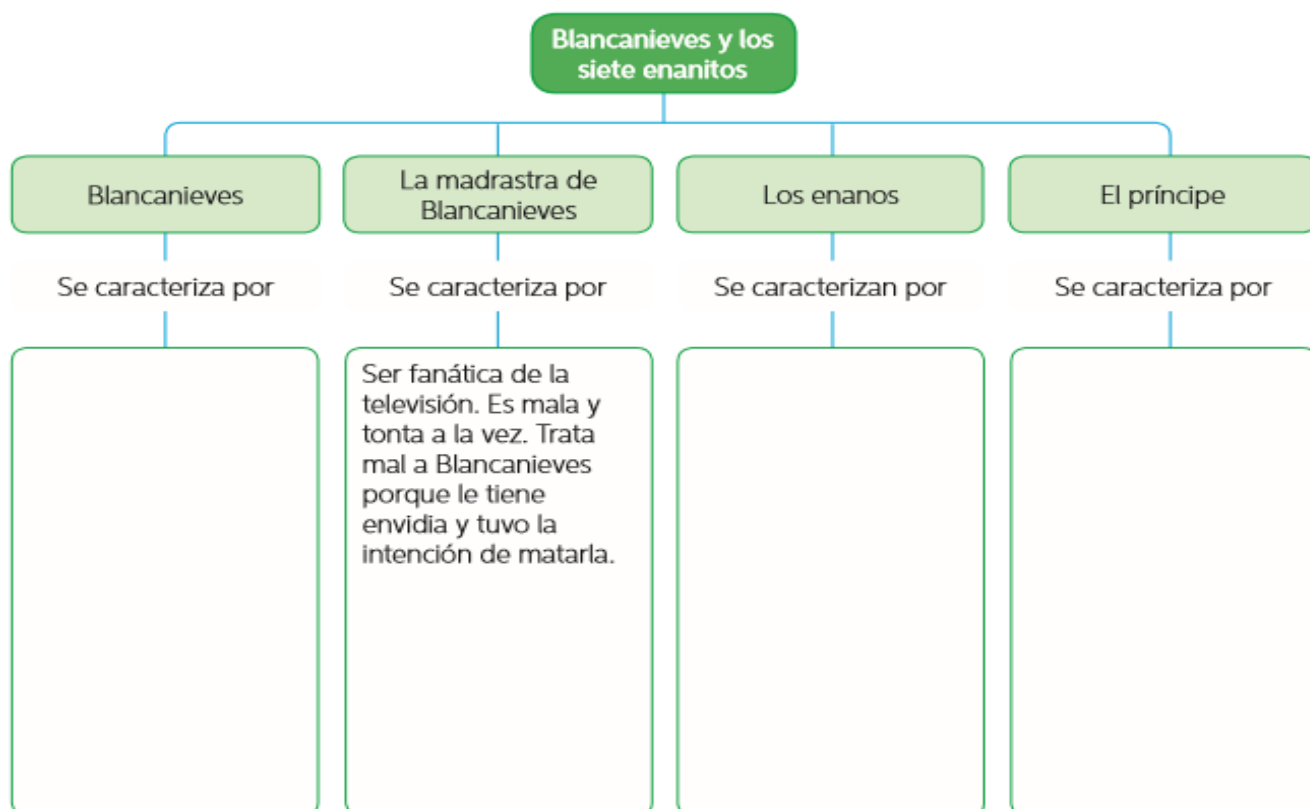 Blancanieves y los
siete enanitos
Blancanieves
La madrastra de
Blancanieves
Los enanos
El príncipe
Se caracteriza por
Se caracteriza por
Se caracterizan por
Se caracteriza por
Ser fanática de la
televisión. Es mala y
tonta a la vez. Trata
mal a Blancanieves
porque le tiene
envidia y tuvo la
intención de matarla.